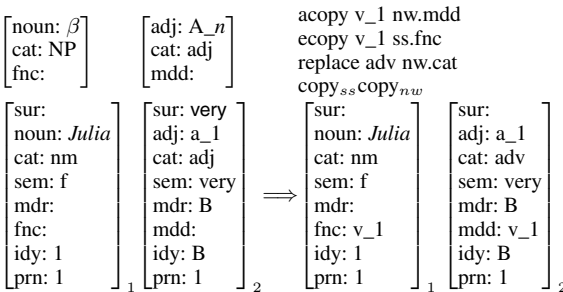 [noun: β] [adj: A_n] acopy v_1 nw.mdd
[cat: NP] [cat: adj] ecopy v_1 ss.fnc
[fnc:] [mdd:] replace adv nw.cat
copy_ss copy_nw
[sur:] [sur: very] [sur:] [sur:]
[noun: Julia] [adj: a_1] [noun: Julia] [adj: a_1]
[cat: nm] [cat: adj] [cat: nm] [cat: adv]
[sem: f] [sem: very] ⟹ [sem: f] [sem: very]
[mdr:] [mdr: B] [mdr:] [mdr: B]
[fnc:] [mdd:] [fnc: v_1] [mdd: v_1]
[idy: 1] [idy: B] [idy: 1] [idy: B]
[prn: 1]1 [prn: 1]2 [prn: 1]1 [prn: 1]2